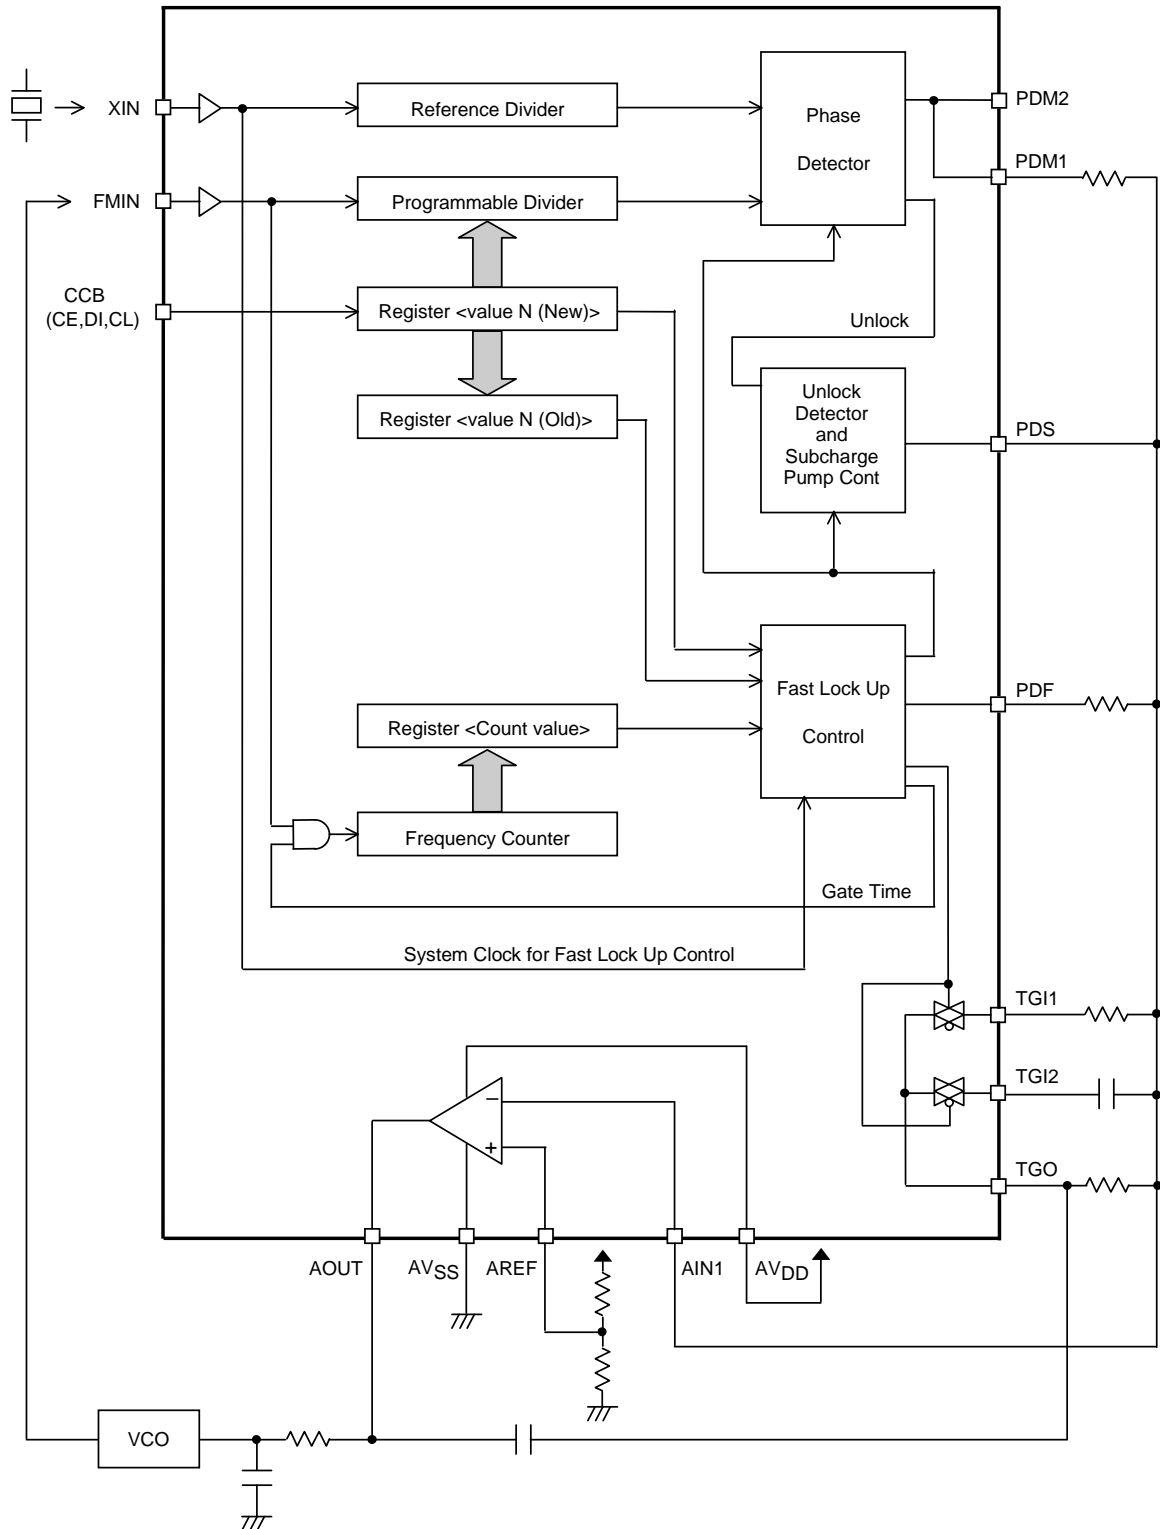 XIN
Reference Divider
Phase
Detector
PDM2
PDM1
FMIN
Programmable Divider
CCB
(CE,DI,CL)
Register <value N (New)>
Unlock
Register <value N (Old)>
Unlock
Detector
and
Subcharge
Pump Cont
PDS
Fast Lock Up
Control
PDF
Register <Count value>
Frequency Counter
Gate Time
System Clock for Fast Lock Up Control
TGI1
TGI2
−
+
TGO
AOUT
AVSS
AREF
AIN1
AVDD
VCO